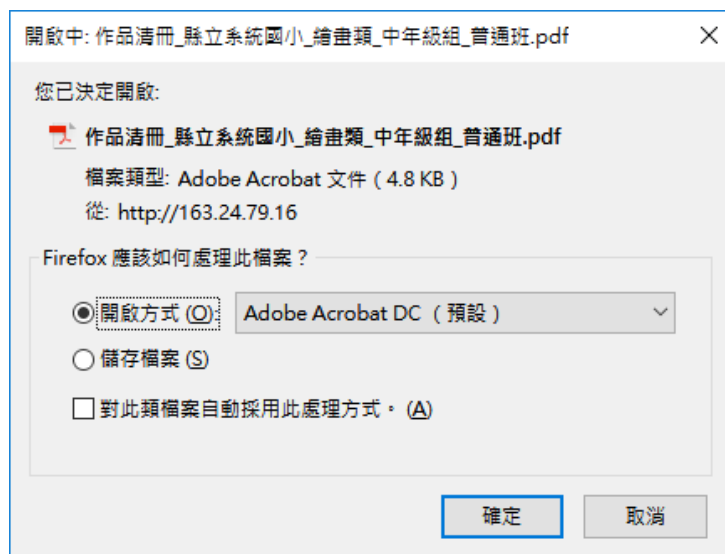 開啟中: 作品清冊_縣立系統國小_繪畫類_中年級組_普通班.pdf
您已決定開啟:
作品清冊_縣立系統國小_繪畫類_中年級組_普通班.pdf
檔案類型: Adobe Acrobat 文件 ( 4.8 KB )
從: http://163.24.79.16
Firefox 應該如何處理此檔案？
開啟方式 (O): Adobe Acrobat DC （預設）
儲存檔案 (S)
對此類檔案自動採用此處理方式。 (A)
確定 取消